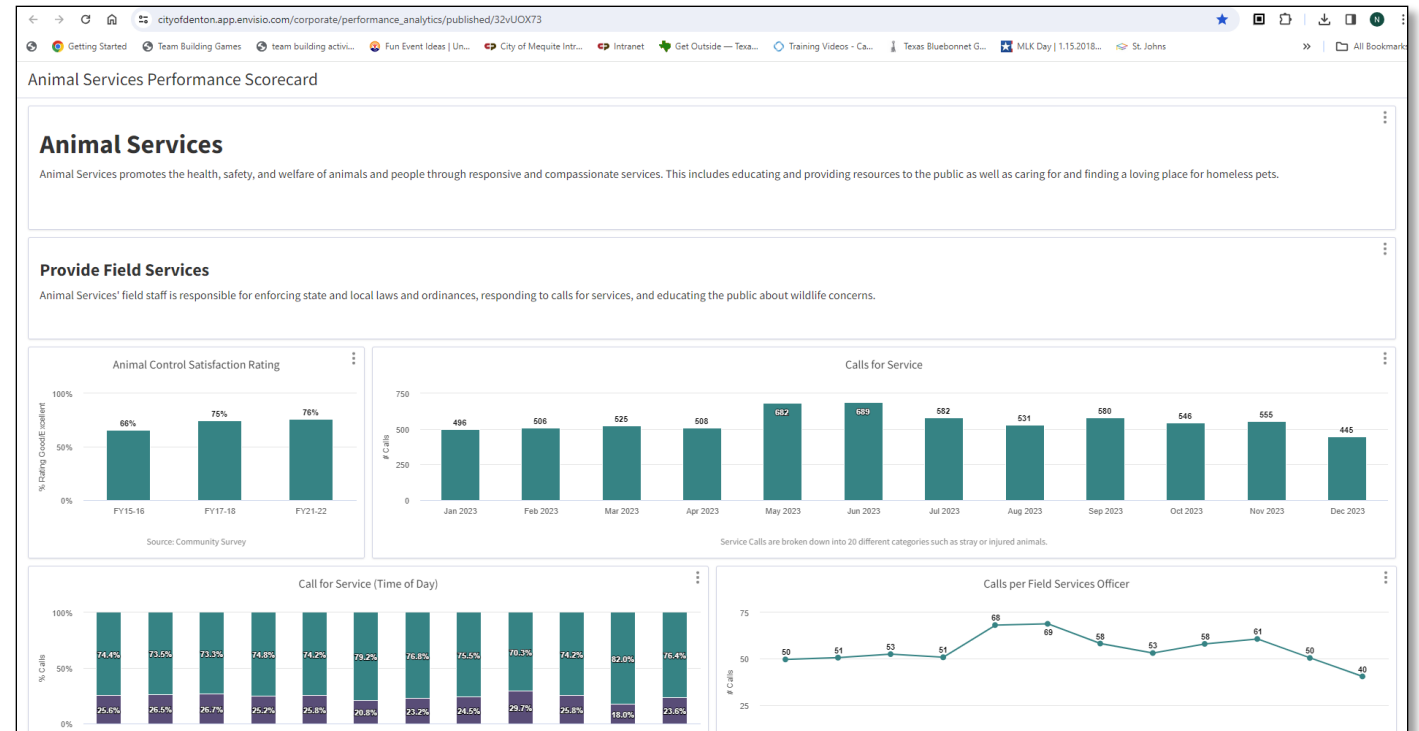 cityofdenton.app.envisio.com/corporate/performance_analytics/published/32vUOX73
N
Getting Started Team Building Games team building activi... Fun Event Ideas | Un... City of Mequite Intr... Intranet Get Outside — Texa... Training Videos - Ca... Texas Bluebonnet G... MLK Day | 1.15.2018... St. Johns » All Bookmarks
Animal Services Performance Scorecard
Animal Services
Animal Services promotes the health, safety, and welfare of animals and people through responsive and compassionate services. This includes educating and providing resources to the public as well as caring for and finding a loving place for homeless pets.
Provide Field Services
Animal Services' field staff is responsible for enforcing state and local laws and ordinances, responding to calls for services, and educating the public about wildlife concerns.
Animal Control Satisfaction Rating
% Rating Good/Excellent
100%
50%
0%
66% 75% 76%
FY15-16 FY17-18 FY21-22
Source: Community Survey
Calls for Service
# Calls
750
500
250
0
496 506 525 508 682 689 582 531 580 546 555 445
Jan 2023 Feb 2023 Mar 2023 Apr 2023 May 2023 Jun 2023 Jul 2023 Aug 2023 Sep 2023 Oct 2023 Nov 2023 Dec 2023
Service Calls are broken down into 20 different categories such as stray or injured animals.
Call for Service (Time of Day)
% Calls
100%
50%
0%
74.4% 73.5% 73.3% 74.8% 74.2% 79.2% 76.8% 75.5% 70.3% 74.2% 82.0% 76.4%
25.6% 26.5% 26.7% 25.2% 25.8% 20.8% 23.2% 24.5% 29.7% 25.8% 18.0% 23.6%
Calls per Field Services Officer
# Calls
75
50
25
50 51 53 51 68 69 58 53 58 61 50 40